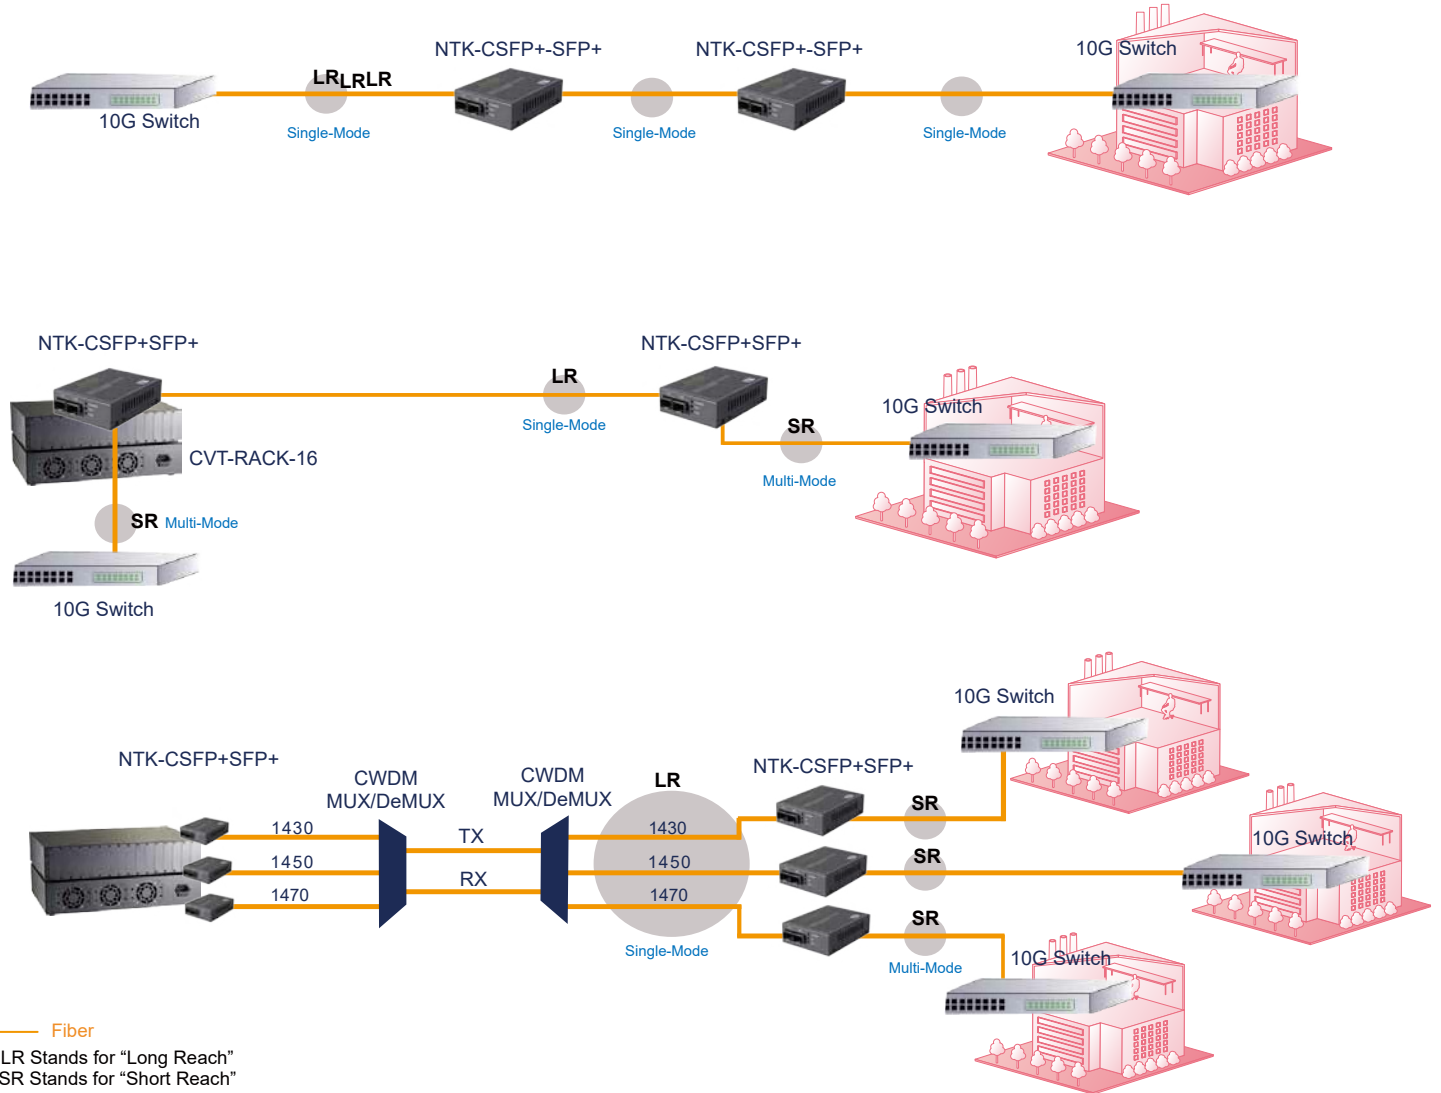 NTK-CSFP+-SFP+
NTK-CSFP+-SFP+
10G Switch
LRLRLR
10G Switch
Single-Mode
Single-Mode
Single-Mode
NTK-CSFP+SFP+
NTK-CSFP+SFP+
LR
10G Switch
Single-Mode
SR
CVT-RACK-16
Multi-Mode
SR Multi-Mode
10G Switch
10G Switch
NTK-CSFP+SFP+
CWDM
MUX/DeMUX
CWDM
MUX/DeMUX
LR
NTK-CSFP+SFP+
SR
1430
TX
1430
10G Switch
1450
1450
SR
RX
1470
1470
SR
Single-Mode
Multi-Mode
10G Switch
Fiber
LR Stands for “Long Reach”
SR Stands for “Short Reach”